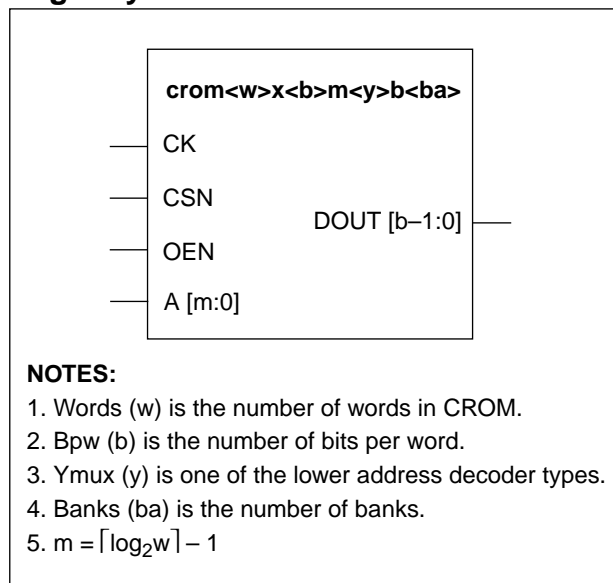 crom<w>x<b>m<y>b<ba>
CK
CSN
OEN
A [m:0]
DOUT [b–1:0]
NOTES:
1. Words (w) is the number of words in CROM.
2. Bpw (b) is the number of bits per word.
3. Ymux (y) is one of the lower address decoder types.
4. Banks (ba) is the number of banks.
5. m = ⌈log₂w⌉ – 1